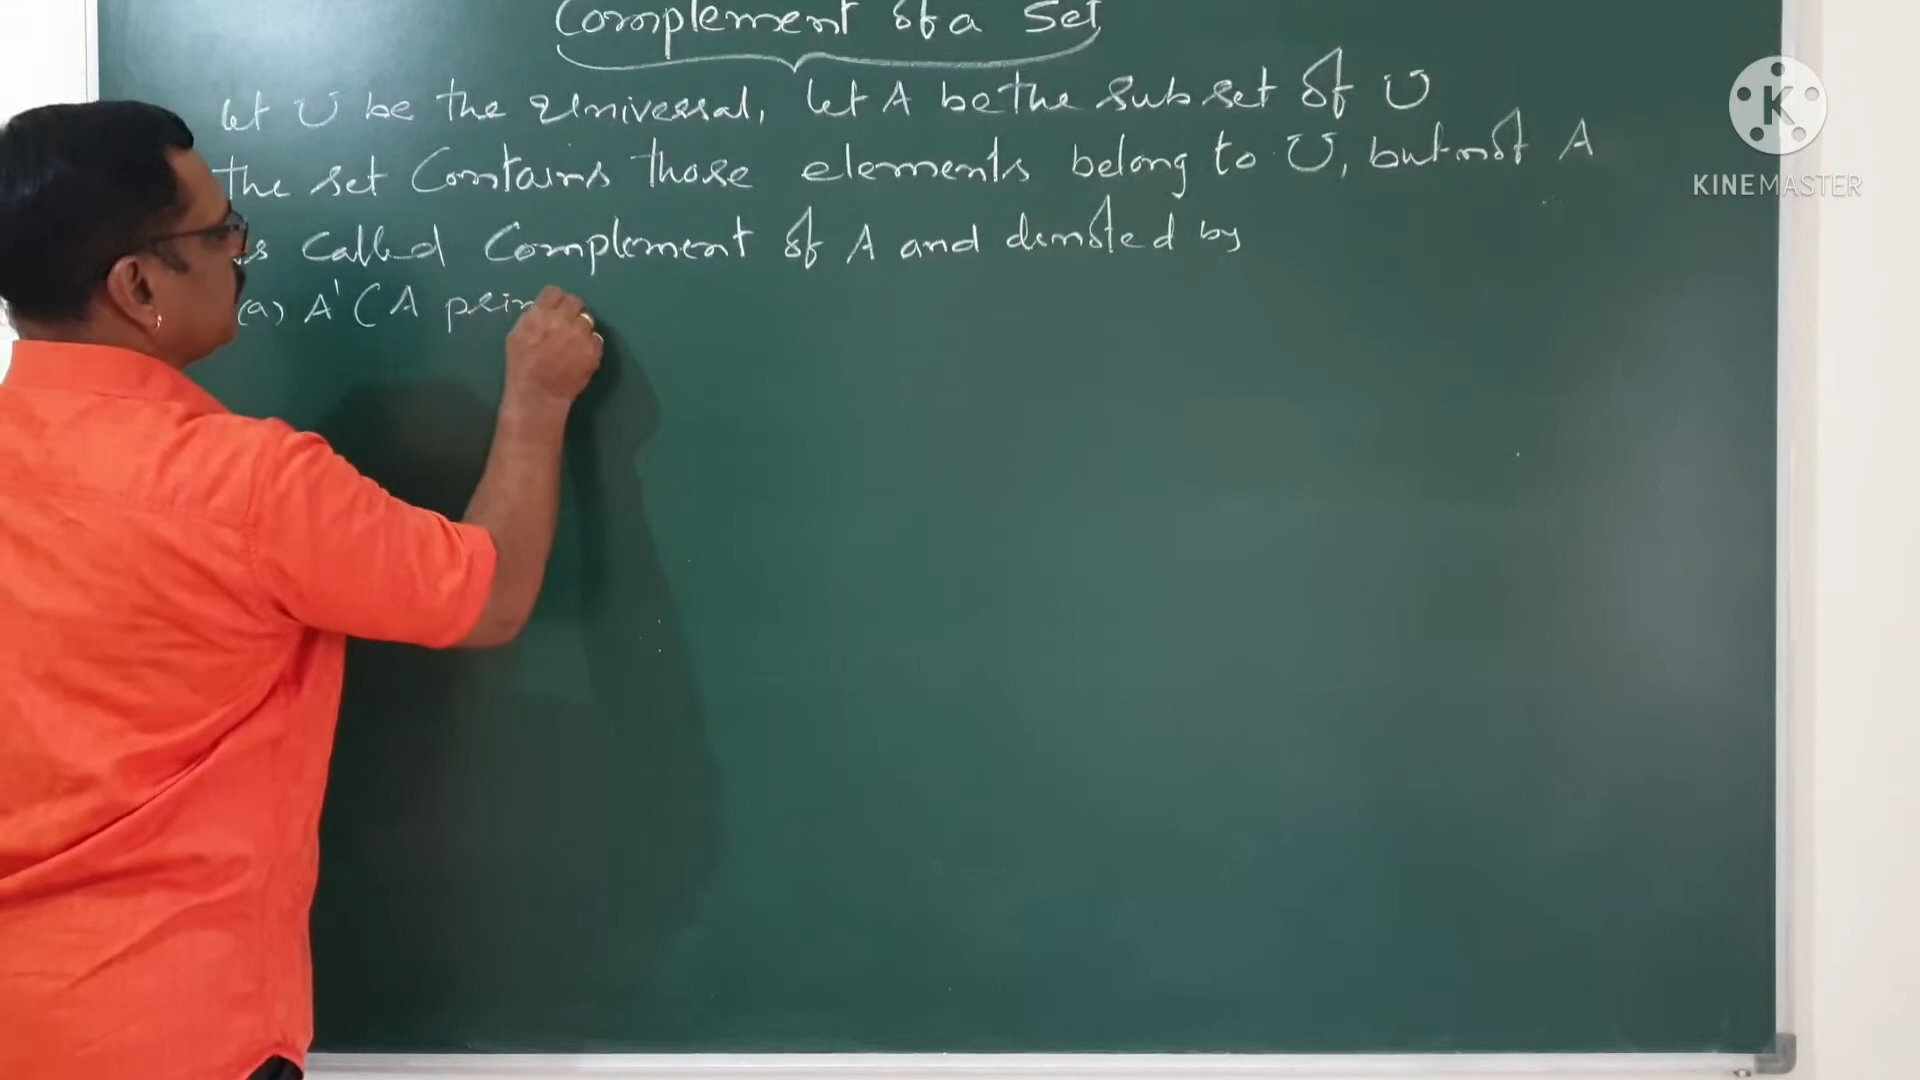 Complement of a Set
Let U be the Universal, let A be the subset of U
the set Contains those elements belong to U, but not A
is called Complement of A and denoted by
(a) A' (A prim
KINEMASTER